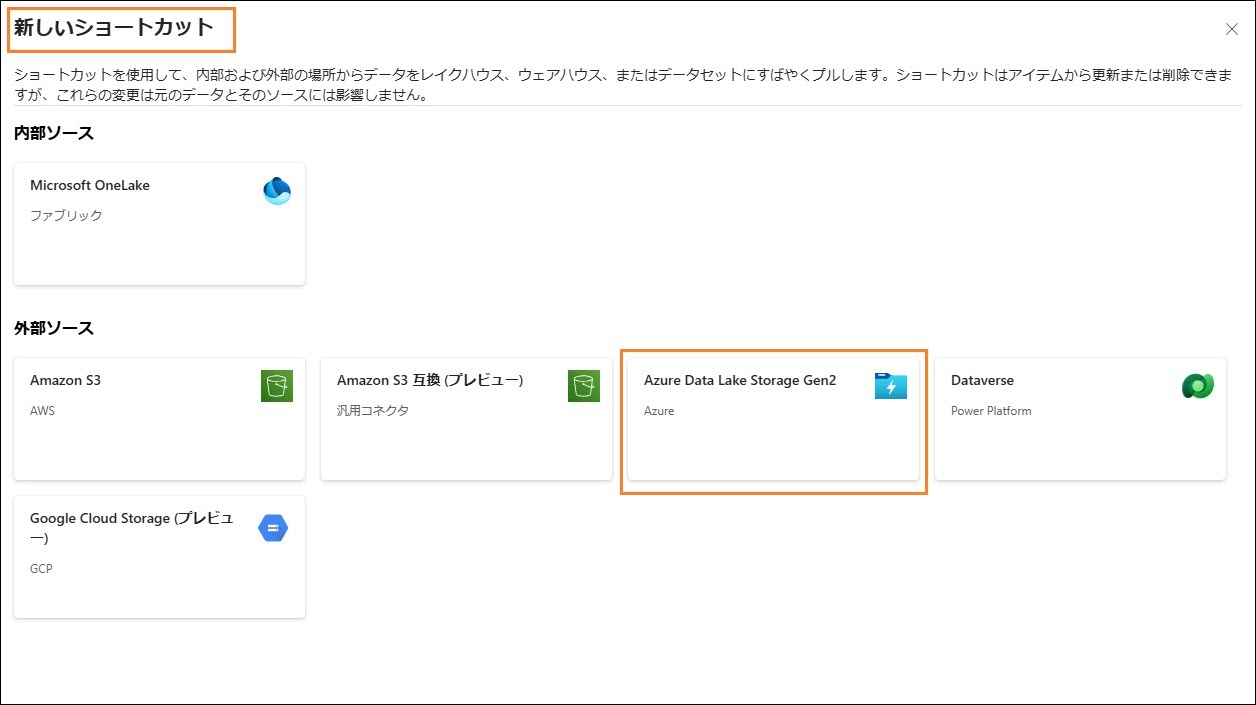 新しいショートカット
ショートカットを使用して、内部および外部の場所からデータをレイクハウス、ウェアハウス、またはデータセットにすばやくプルします。ショートカットはアイテムから更新または削除できま
すが、これらの変更は元のデータとそのソースには影響しません。
内部ソース
Microsoft OneLake
ファブリック
外部ソース
Amazon S3
AWS
Amazon S3 互換 (プレビュー)
汎用コネクタ
Azure Data Lake Storage Gen2
Azure
Dataverse
Power Platform
Google Cloud Storage (プレビュ
ー)
GCP